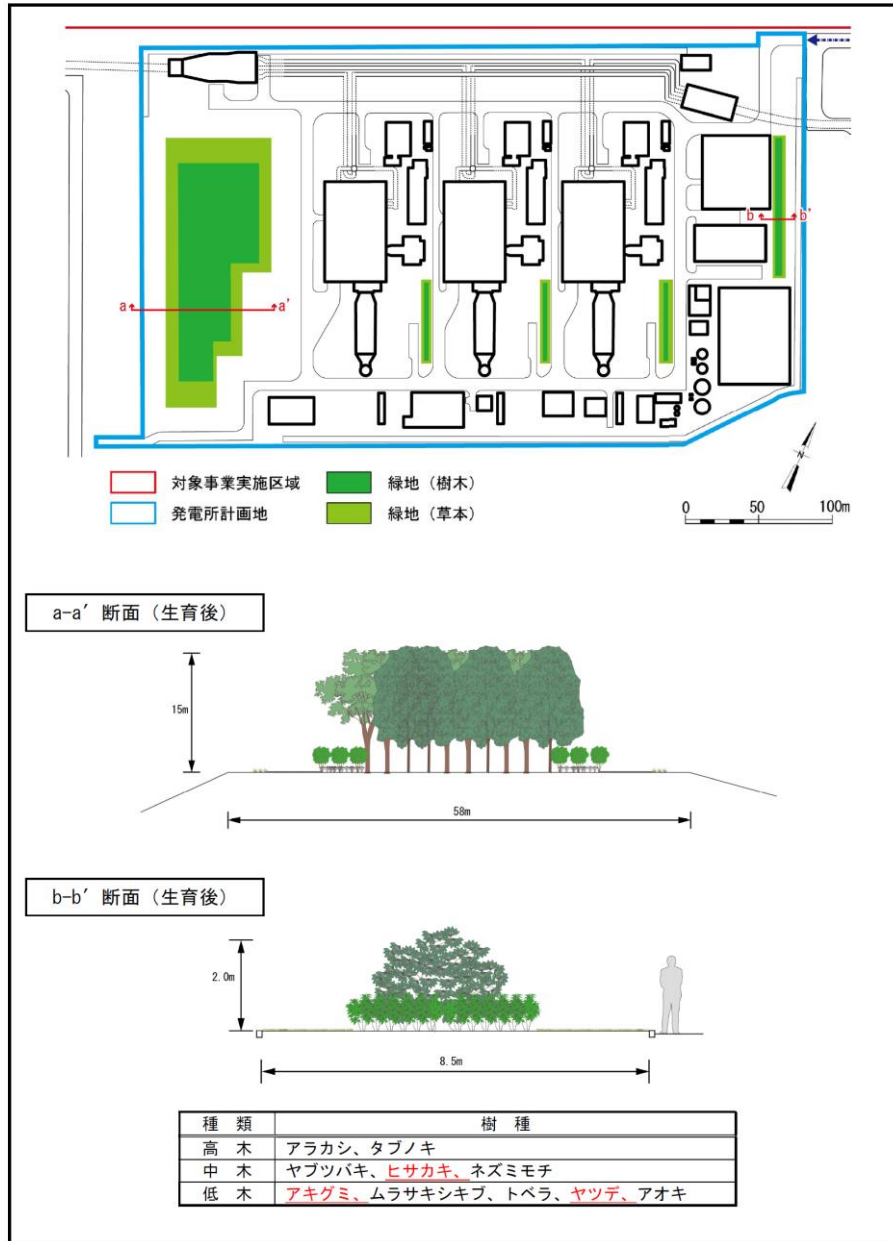 b
b′
a
a′
N
対象事業実施区域
緑地（樹木）
発電所計画地
緑地（草本）
0
50
100m
a-a′ 断面（生育後）
15m
58m
b-b′ 断面（生育後）
2.0m
8.5m
種 類
樹 種
高 木
アラカシ、タブノキ
中 木
ヤブツバキ、ヒサカキ、ネズミモチ
低 木
アキグミ、ムラサキシキブ、トベラ、ヤツデ、アオキ